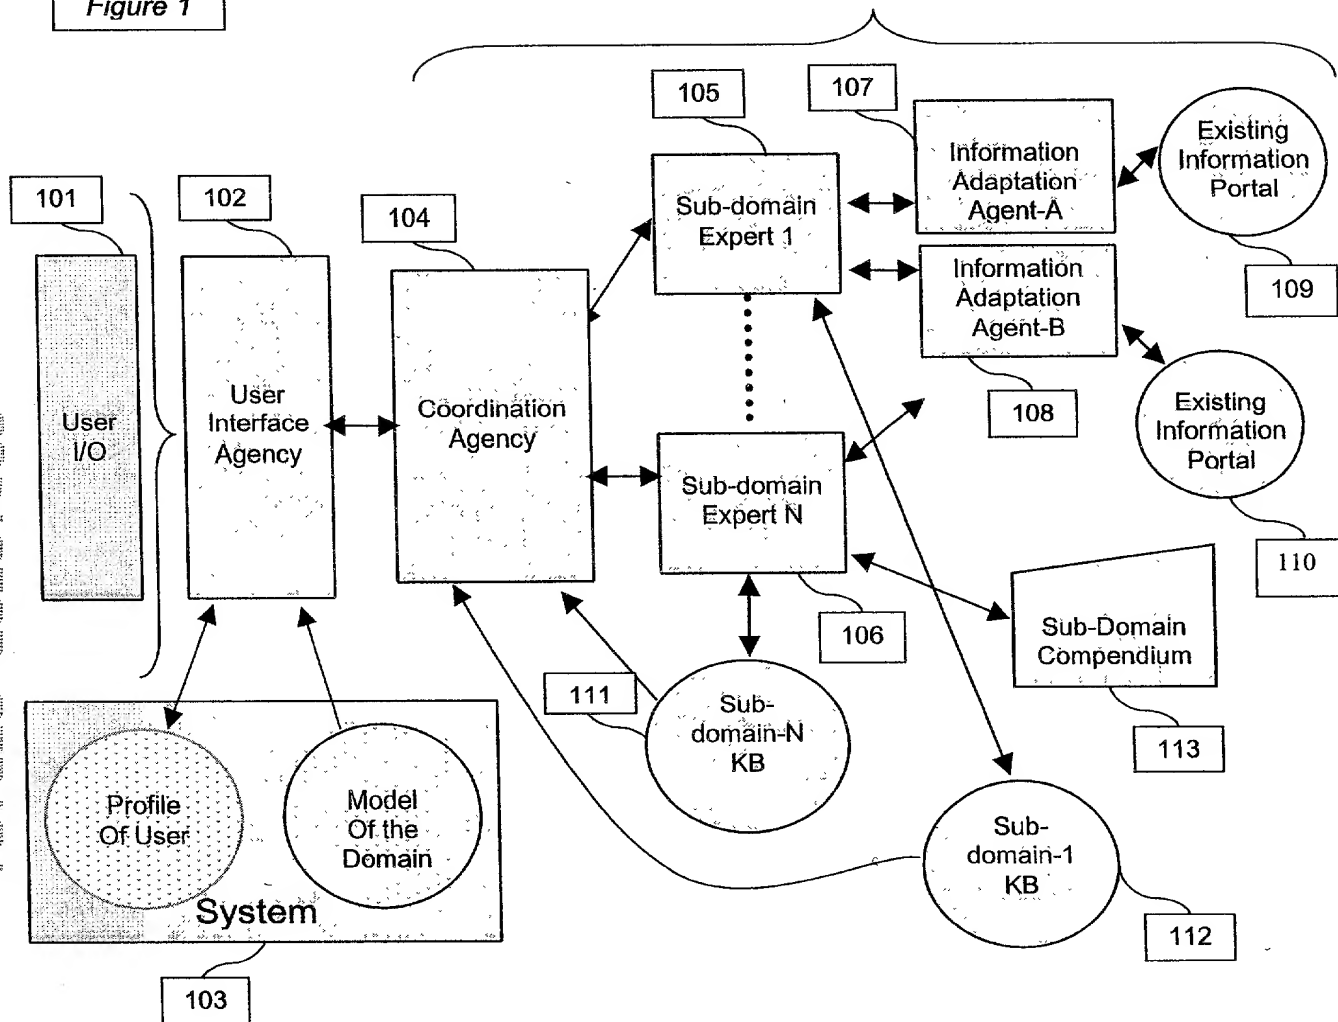 Figure 1
105
107
Existing
Information
Portal
Information
Adaptation
Agent-A
101
102
104
Sub-domain
Expert 1
Information
Adaptation
Agent-B
109
User
I/O
User
Interface
Agency
Coordination
Agency
108
Existing
Information
Portal
Sub-domain
Expert N
110
106
Sub-Domain
Compendium
111
Sub-
domain-N
KB
113
Profile
Of User
Model
Of the
Domain
Sub-
domain-1
KB
System
112
103